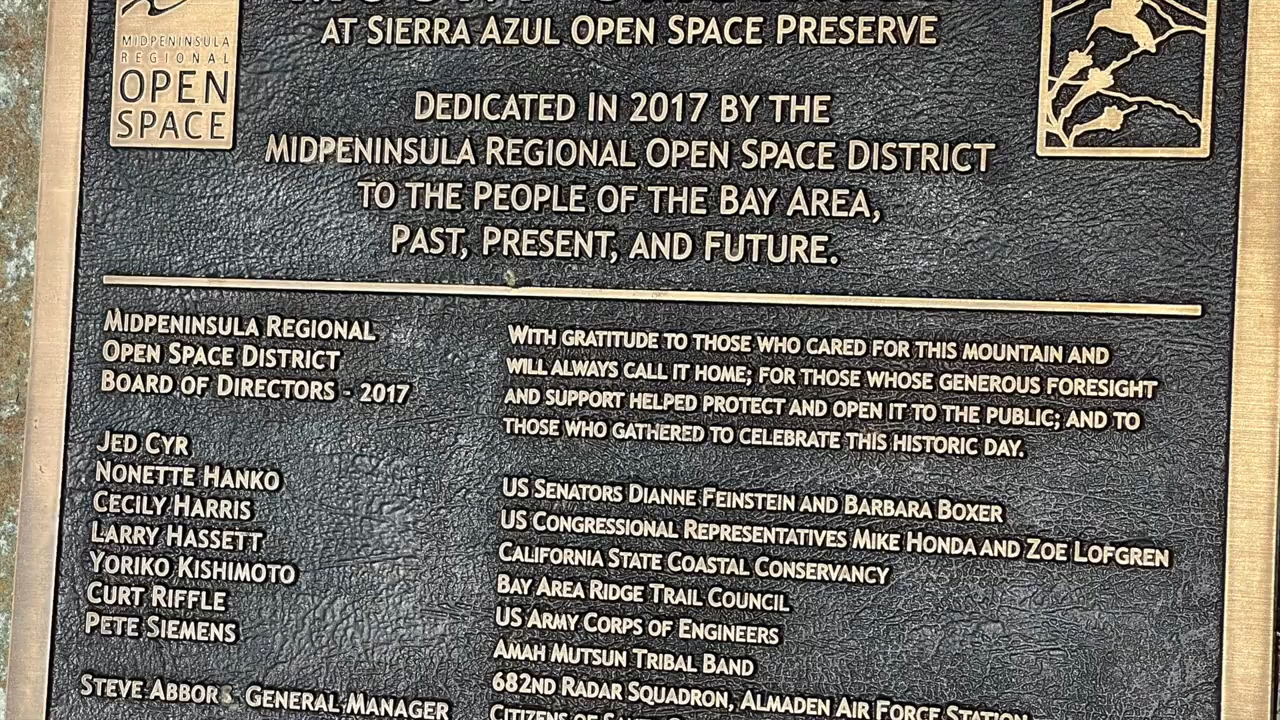 MIDPENINSULA
REGIONAL
OPEN
SPACE
AT SIERRA AZUL OPEN SPACE PRESERVE
DEDICATED IN 2017 BY THE
MIDPENINSULA REGIONAL OPEN SPACE DISTRICT
TO THE PEOPLE OF THE BAY AREA,
PAST, PRESENT, AND FUTURE.
MIDPENINSULA REGIONAL
OPEN SPACE DISTRICT
BOARD OF DIRECTORS - 2017
JED CYR
NONETTE HANKO
CECILY HARRIS
LARRY HASSETT
YORIKO KISHIMOTO
CURT RIFFLE
PETE SIEMENS
STEVE ABBORS, GENERAL MANAGER
WITH GRATITUDE TO THOSE WHO CARED FOR THIS MOUNTAIN AND
WILL ALWAYS CALL IT HOME; FOR THOSE WHOSE GENEROUS FORESIGHT
AND SUPPORT HELPED PROTECT AND OPEN IT TO THE PUBLIC; AND TO
THOSE WHO GATHERED TO CELEBRATE THIS HISTORIC DAY.
US SENATORS DIANNE FEINSTEIN AND BARBARA BOXER
US CONGRESSIONAL REPRESENTATIVES MIKE HONDA AND ZOE LOFGREN
CALIFORNIA STATE COASTAL CONSERVANCY
BAY AREA RIDGE TRAIL COUNCIL
US ARMY CORPS OF ENGINEERS
AMAH MUTSUN TRIBAL BAND
682ND RADAR SQUADRON, ALMADEN AIR FORCE STATION
CITIZENS OF